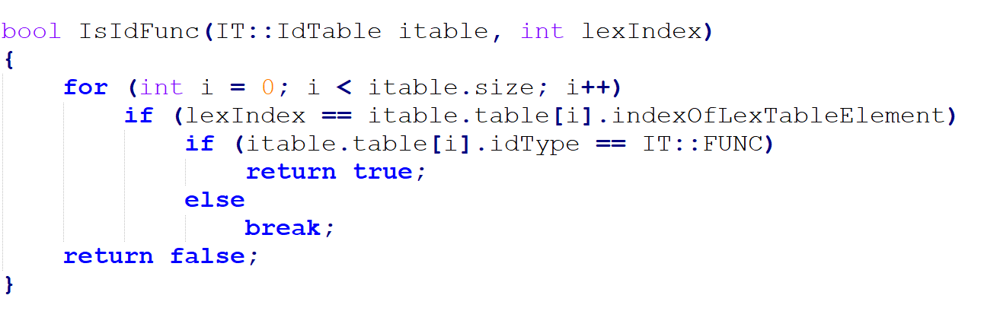 bool IsIdFunc(IT::IdTable itable, int lexIndex)
{
    for (int i = 0; i < itable.size; i++)
        if (lexIndex == itable.table[i].indexOfLexTableElement)
            if (itable.table[i].idType == IT::FUNC)
                return true;
            else
                break;
    return false;
}